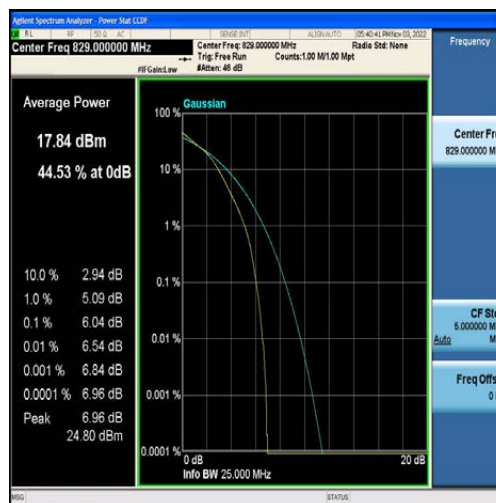 Agilent Spectrum Analyzer - Power Stat CCDF
RL RF 50 Ω AC SENSE:INT ALIGN AUTO 05:40:41 PM Nov 03, 2022
Center Freq 829.000000 MHz
Center Freq: 829.000000 MHz
Radio Std: None
Trig: Free Run
Counts:1.00 M/1.00 Mpt
#IFGain:Low
#Atten: 46 dB
Frequency
Average Power
17.84 dBm
44.53 % at 0dB
10.0 % 2.94 dB
1.0 % 5.09 dB
0.1 % 6.04 dB
0.01 % 6.54 dB
0.001 % 6.84 dB
0.0001 % 6.96 dB
Peak 6.96 dB
24.80 dBm
Gaussian
100 %
10 %
1 %
0.1 %
0.01 %
0.001 %
0.0001 %
0 dB
20 dB
Info BW 25.000 MHz
Center F
829.000000 M
CF St
5.000000 M
Auto M
Freq Offs
0
MSG
STATUS